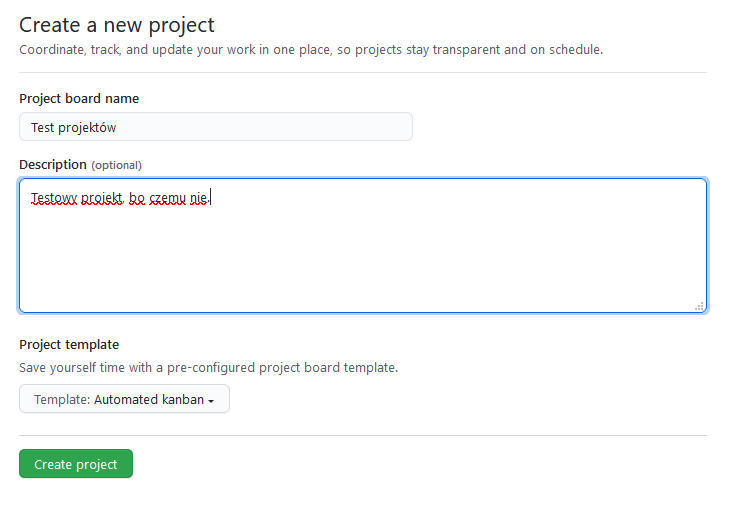 Create a new project
Coordinate, track, and update your work in one place, so projects stay transparent and on schedule.
Project board name
Test projektów
Description (optional)
Testowy projekt, bo czemu nie.
Project template
Save yourself time with a pre-configured project board template.
Template: Automated kanban
Create project